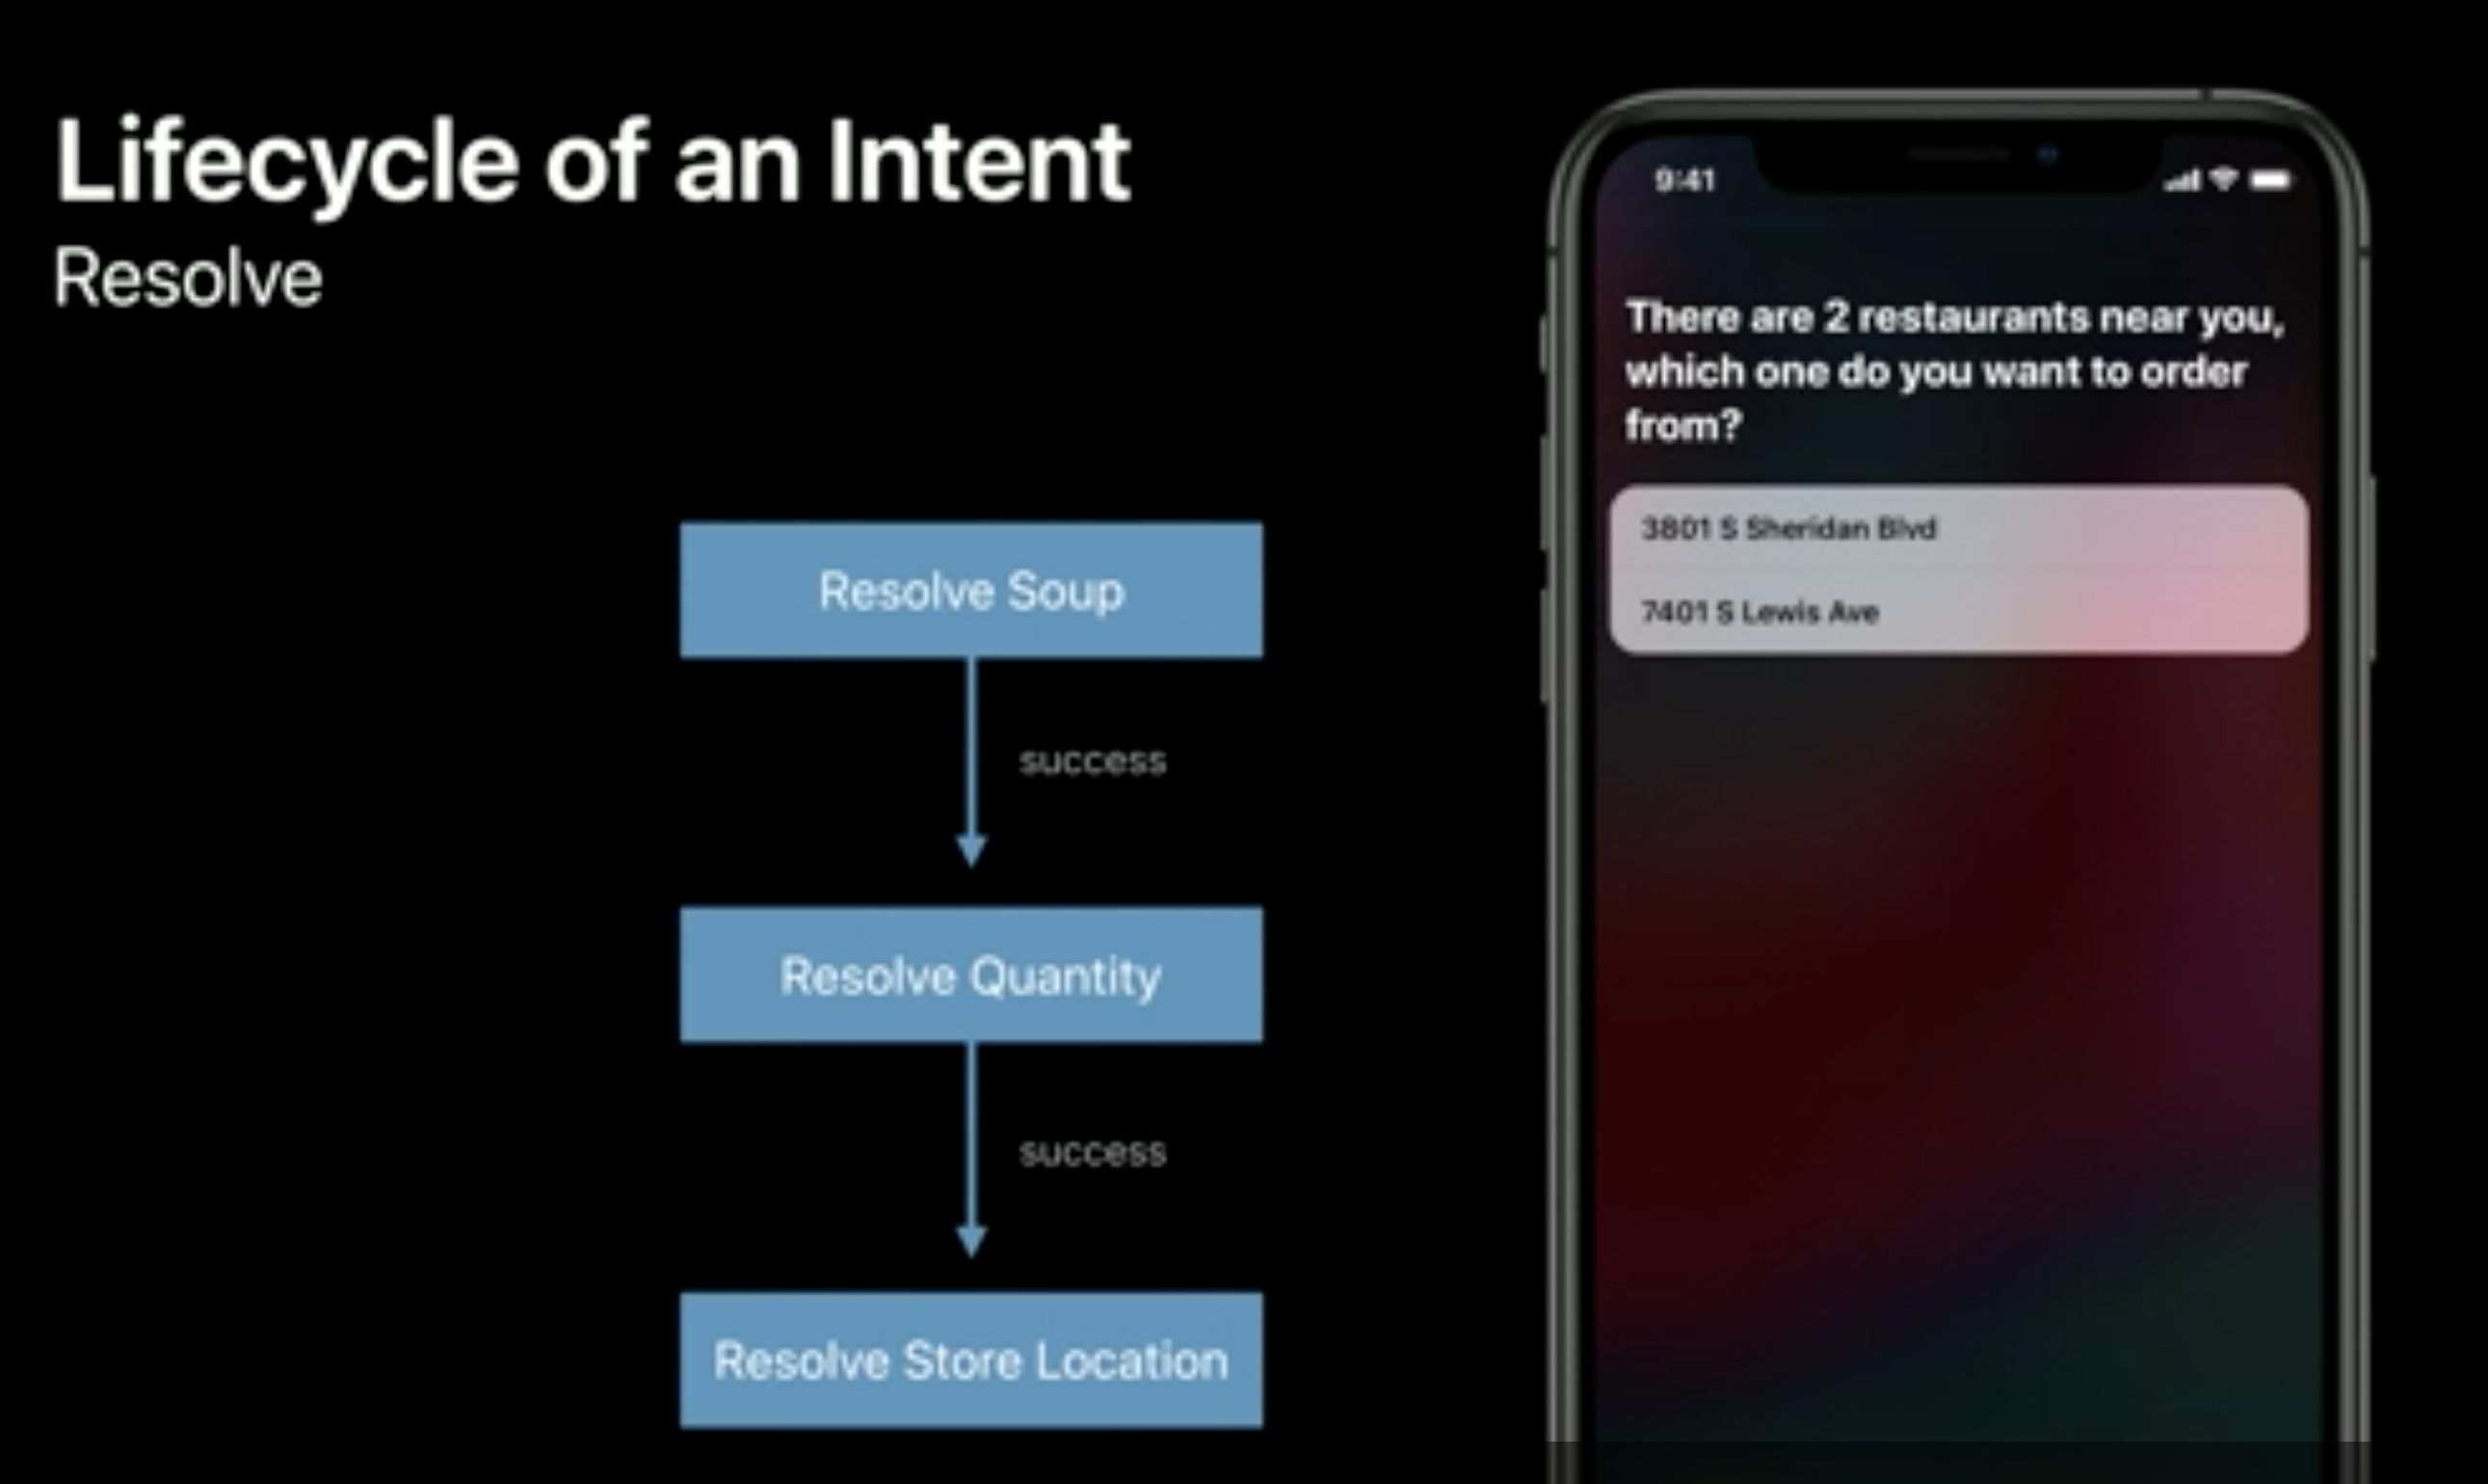 Lifecycle of an Intent
Resolve
Resolve Soup
success
Resolve Quantity
success
Resolve Store Location
9:41
There are 2 restaurants near you,
which one do you want to order
from?
3801 S Sheridan Blvd
7401 S Lewis Ave